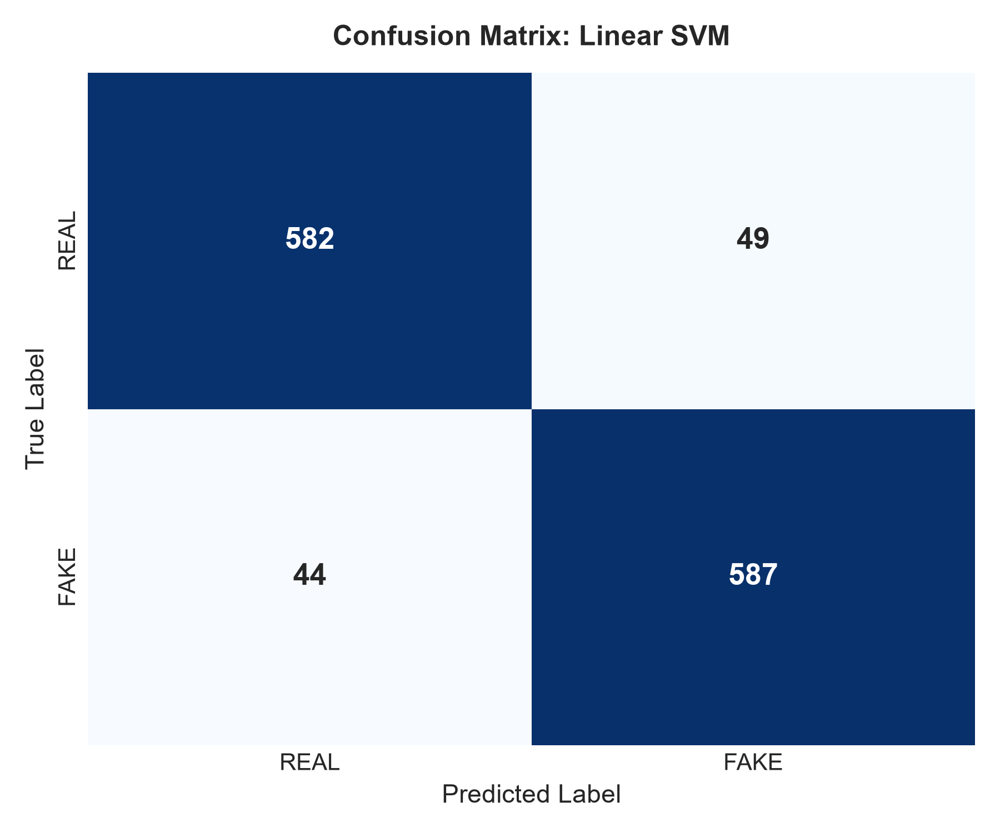 Confusion Matrix: Linear SVM
True Label
REAL
582
49
FAKE
44
587
REAL
FAKE
Predicted Label